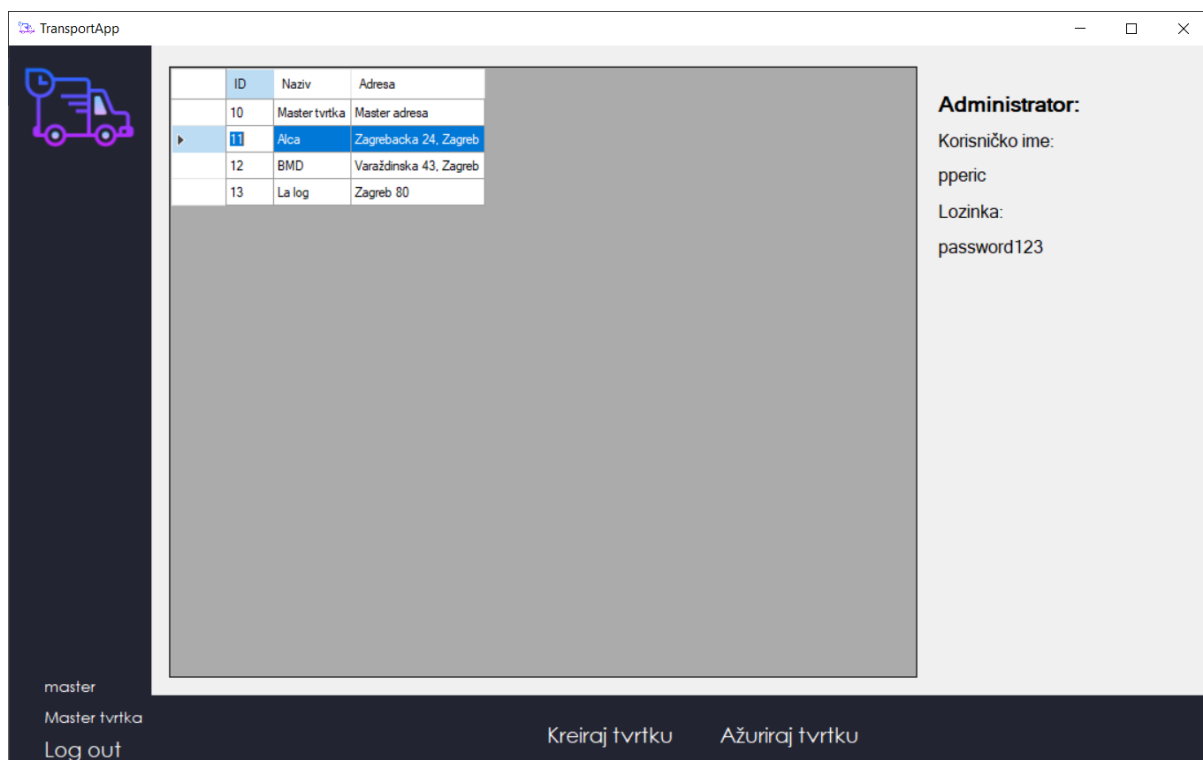 TransportApp
ID Naziv Adresa
10 Master tvrtka Master adresa
11 Alca Zagrebacka 24, Zagreb
12 BMD Varaždinska 43, Zagreb
13 La log Zagreb 80
Administrator:
Korisničko ime:
pperic
Lozinka:
password123
master
Master tvrtka
Log out
Kreiraj tvrtku Ažuriraj tvrtku